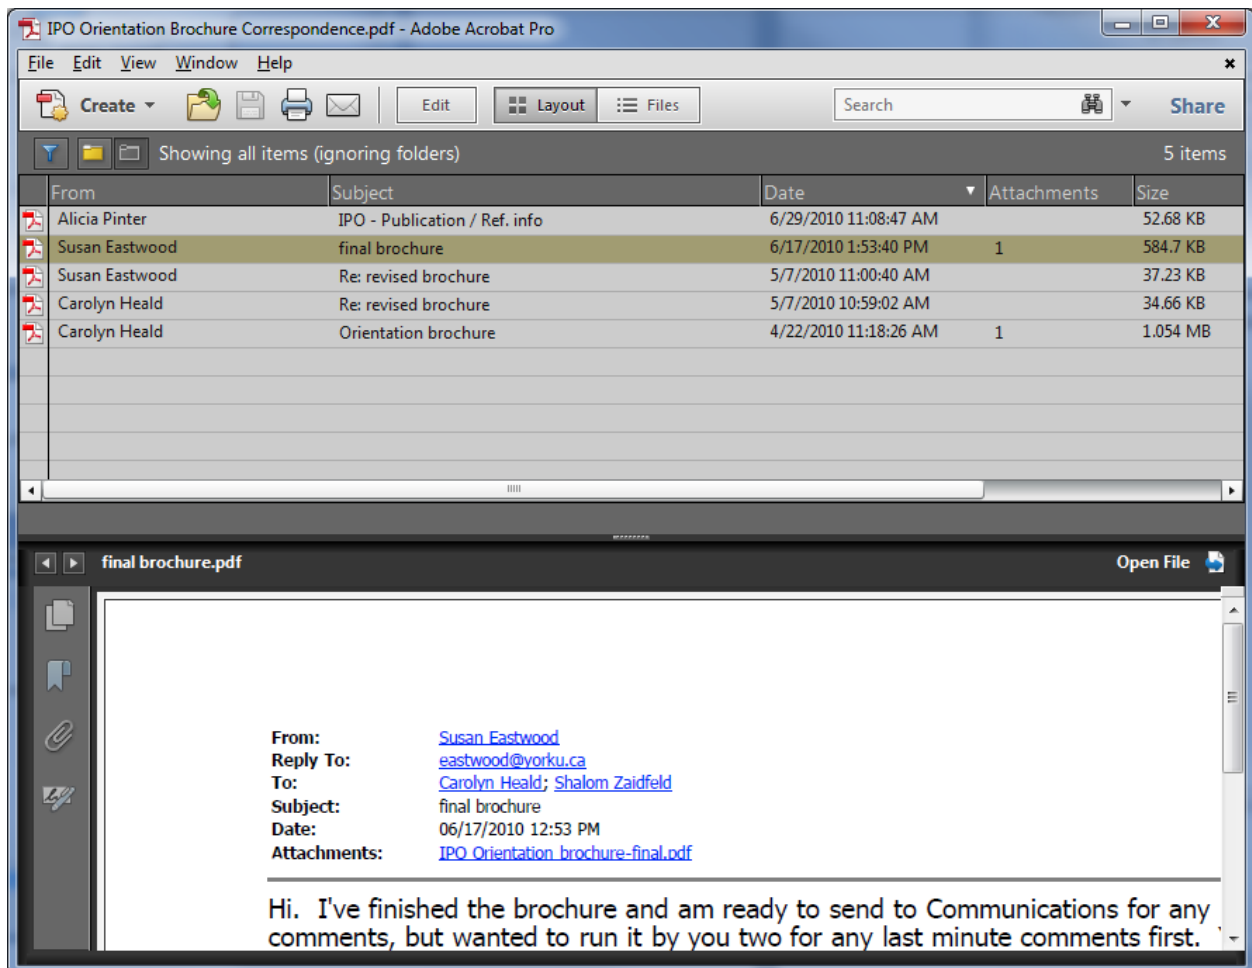 IPO Orientation Brochure Correspondence.pdf - Adobe Acrobat Pro
File Edit View Window Help
Create Edit Layout Files Search Share
Showing all items (ignoring folders) 5 items
From Subject Date Attachments Size
Alicia Pinter IPO - Publication / Ref. info 6/29/2010 11:08:47 AM 52.68 KB
Susan Eastwood final brochure 6/17/2010 1:53:40 PM 1 584.7 KB
Susan Eastwood Re: revised brochure 5/7/2010 11:00:40 AM 37.23 KB
Carolyn Heald Re: revised brochure 5/7/2010 10:59:02 AM 34.66 KB
Carolyn Heald Orientation brochure 4/22/2010 11:18:26 AM 1 1.054 MB
final brochure.pdf Open File
From: Susan Eastwood
Reply To: eastwood@yorku.ca
To: Carolyn Heald; Shalom Zaidfeld
Subject: final brochure
Date: 06/17/2010 12:53 PM
Attachments: IPO Orientation brochure-final.pdf
Hi. I've finished the brochure and am ready to send to Communications for any
comments, but wanted to run it by you two for any last minute comments first.